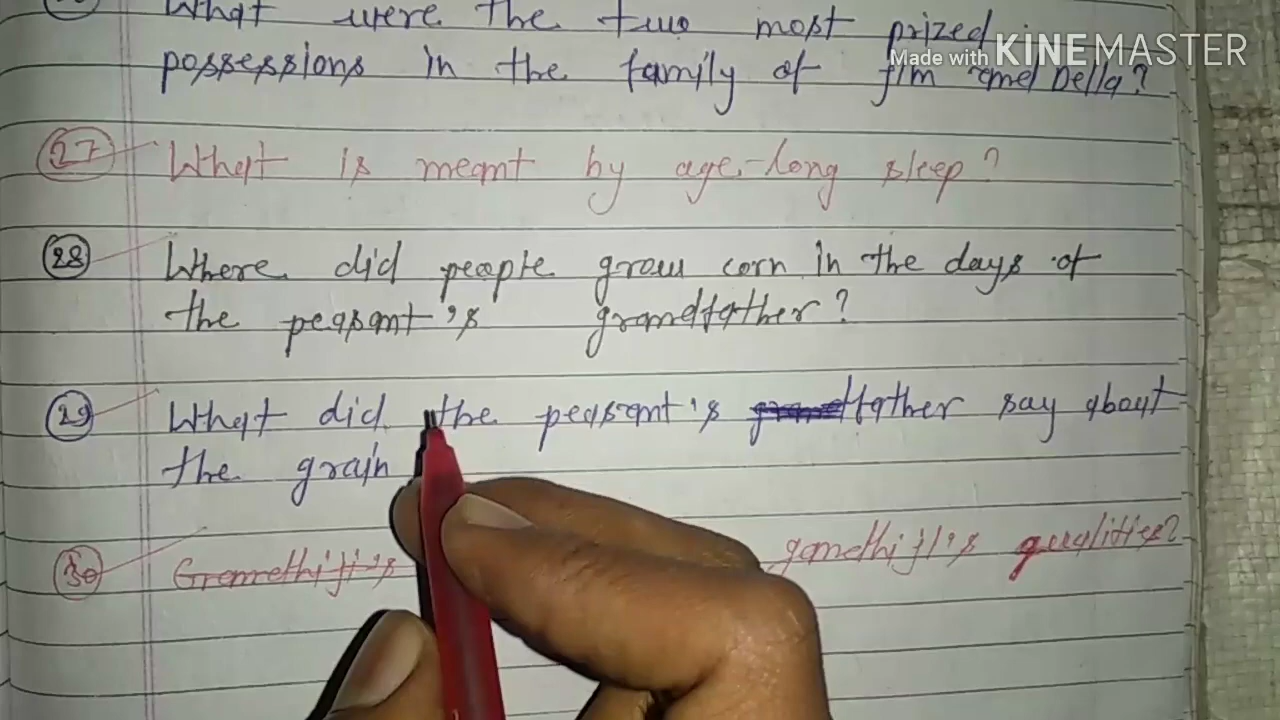 What were the two most prized
Made with KINEMASTER
possessions in the family of Jim and Della?
27 What is meant by age-long sleep?
28 Where did people grow corn in the days of
the peasant's grandfather?
29 What did the peasant's father say about
the grain
30 gandhiji's qualities?